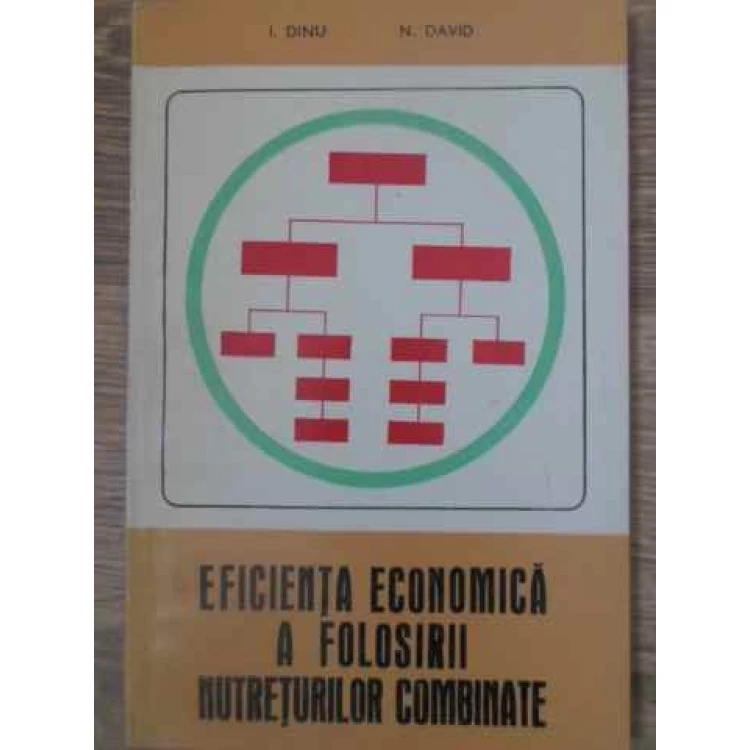 I. DINU N. DAVID
EFICIENȚA ECONOMICĂ
A FOLOSIRII
NUTREȚURILOR COMBINATE